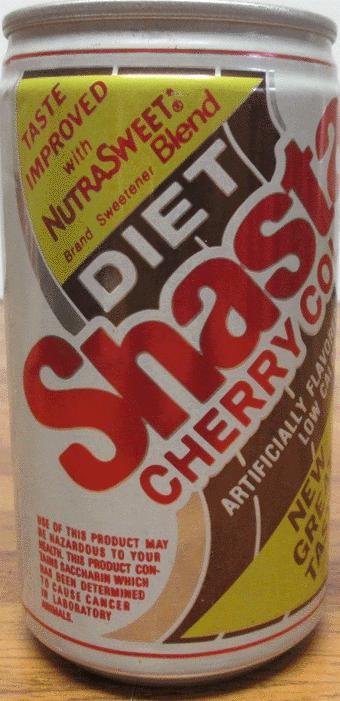 TASTE
IMPROVED
with
NUTRASWEET®
Brand Sweetener Blend
DIET
Shasta
CHERRY
ARTIFICIALLY
LOW
NEW
USE OF THIS PRODUCT MAY
BE HAZARDOUS TO YOUR
HEALTH. THIS PRODUCT CON-
TAINS SACCHARIN WHICH
HAS BEEN DETERMINED
TO CAUSE CANCER
IN LABORATORY
ANIMALS.